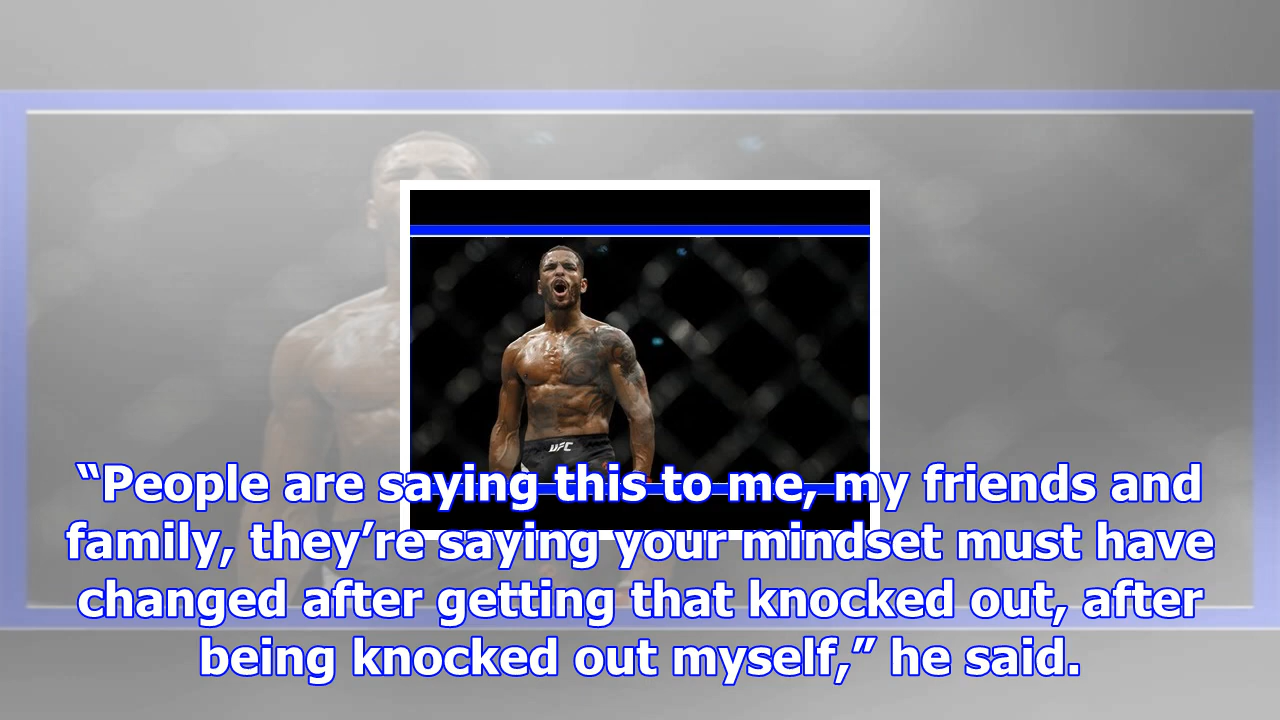 UFC
“People are saying this to me, my friends and
family, they’re saying your mindset must have
changed after getting that knocked out, after
being knocked out myself,” he said.